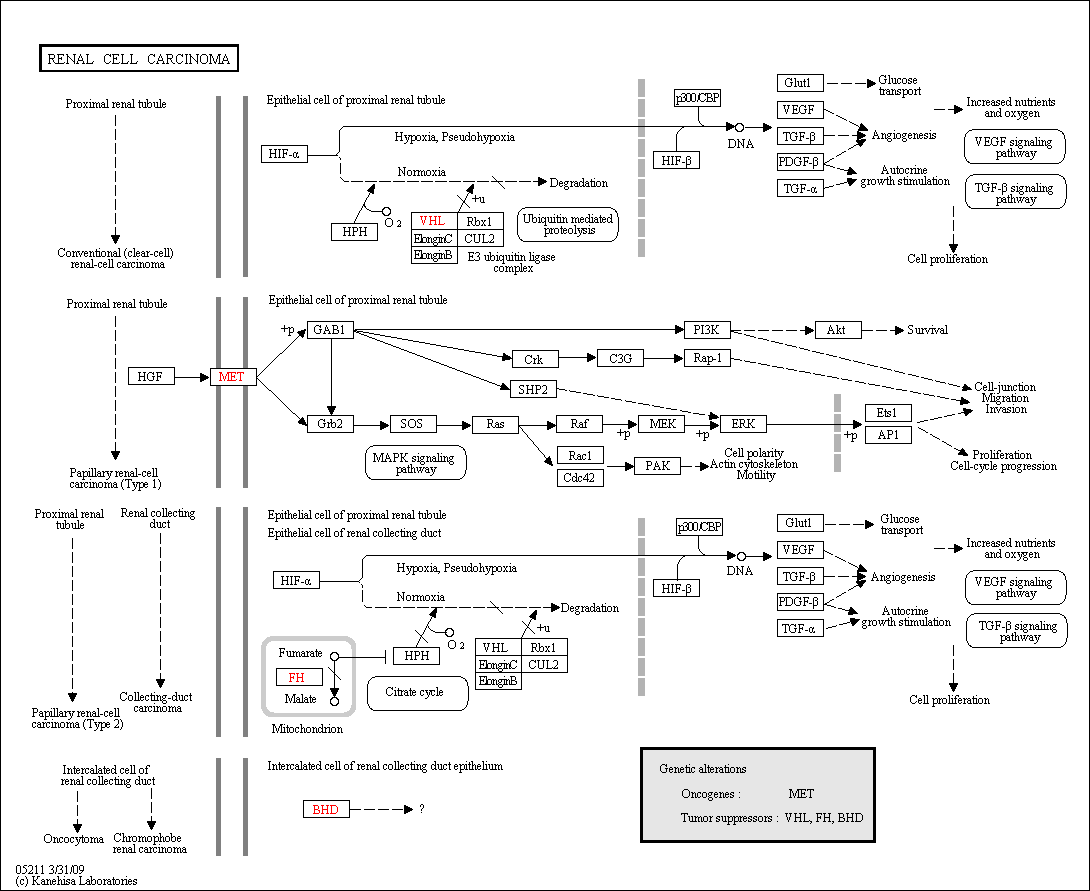 RENAL CELL CARCINOMA
Proximal renal tubule
Conventional (clear-cell)
renal-cell carcinoma
Epithelial cell of proximal renal tubule
HIF-α
Hypoxia, Pseudohypoxia
Normoxia
Degradation
HPH
O 2
+u
VHL
Rbx1
ElonginC
CUL2
ElonginB
E3 ubiquitin ligase
complex
Ubiquitin mediated
proteolysis
p300/CBP
HIF-β
DNA
Glut1
VEGF
TGF-β
PDGF-β
TGF-α
Glucose
transport
Angiogenesis
Autocrine
growth stimulation
Increased nutrients
and oxygen
VEGF signaling
pathway
TGF-β signaling
pathway
Cell proliferation
Proximal renal tubule
Papillary renal-cell
carcinoma (Type 1)
Epithelial cell of proximal renal tubule
HGF
MET
+p
GAB1
PI3K
Akt
Survival
Crk
C3G
Rap-1
SHP2
Cell-junction
Migration
Invasion
Grb2
SOS
Ras
Raf
+p
MEK
+p
ERK
+p
Ets1
AP1
MAPK signaling
pathway
Rac1
Cdc42
PAK
Cell polarity
Actin cytoskeleton
Motility
Proliferation
Cell-cycle progression
Proximal renal
tubule
Renal collecting
duct
Papillary renal-cell
carcinoma (Type 2)
Collecting-duct
carcinoma
Epithelial cell of proximal renal tubule
Epithelial cell of renal collecting duct
HIF-α
Hypoxia, Pseudohypoxia
Normoxia
Degradation
Fumarate
FH
Malate
Mitochondrion
HPH
O 2
Citrate cycle
+u
VHL
Rbx1
ElonginC
CUL2
ElonginB
p300/CBP
HIF-β
DNA
Glut1
VEGF
TGF-β
PDGF-β
TGF-α
Glucose
transport
Angiogenesis
Autocrine
growth stimulation
Increased nutrients
and oxygen
VEGF signaling
pathway
TGF-β signaling
pathway
Cell proliferation
Intercalated cell of
renal collecting duct
Oncocytoma
Chromophobe
renal carcinoma
Intercalated cell of renal collecting duct epithelium
BHD
?
Genetic alterations
Oncogenes : MET
Tumor suppressors : VHL, FH, BHD
05211 3/31/09
(c) Kanehisa Laboratories